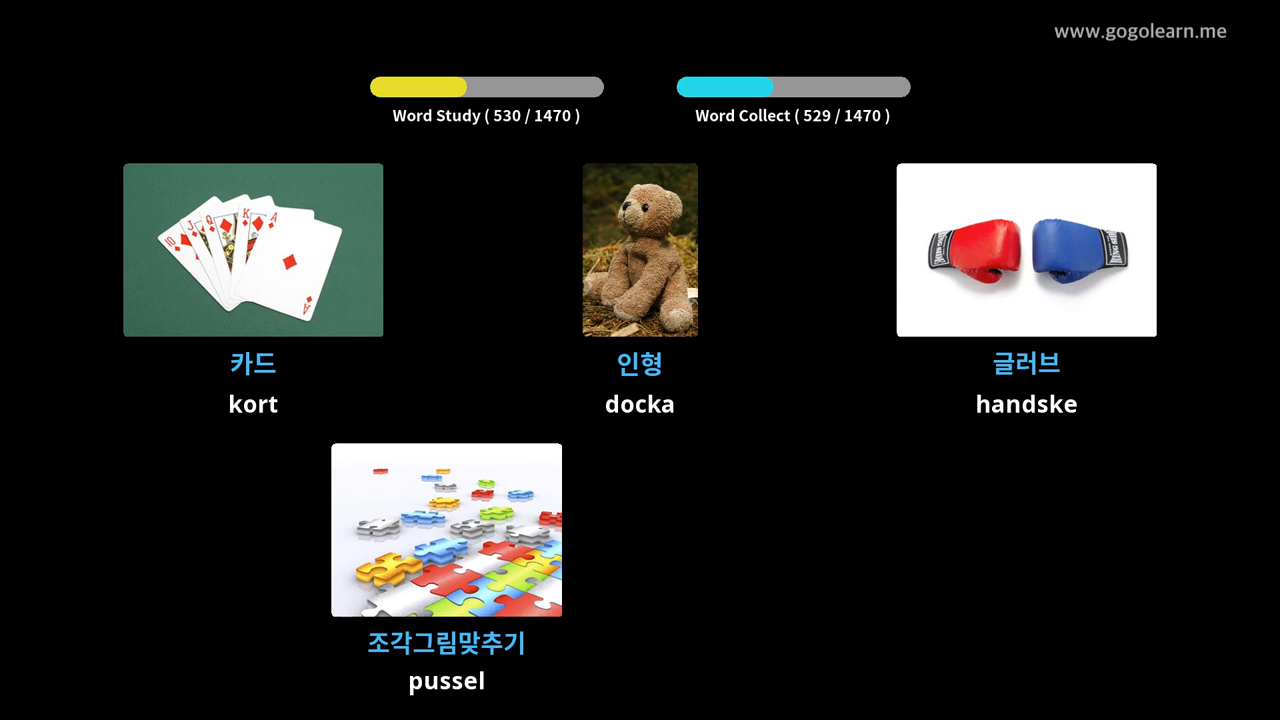 www.gogolearn.me
Word Study ( 530 / 1470 )
Word Collect ( 529 / 1470 )
10 J Q K A
A
카드
인형
글러브
kort
docka
handske
조각그림맞추기
pussel